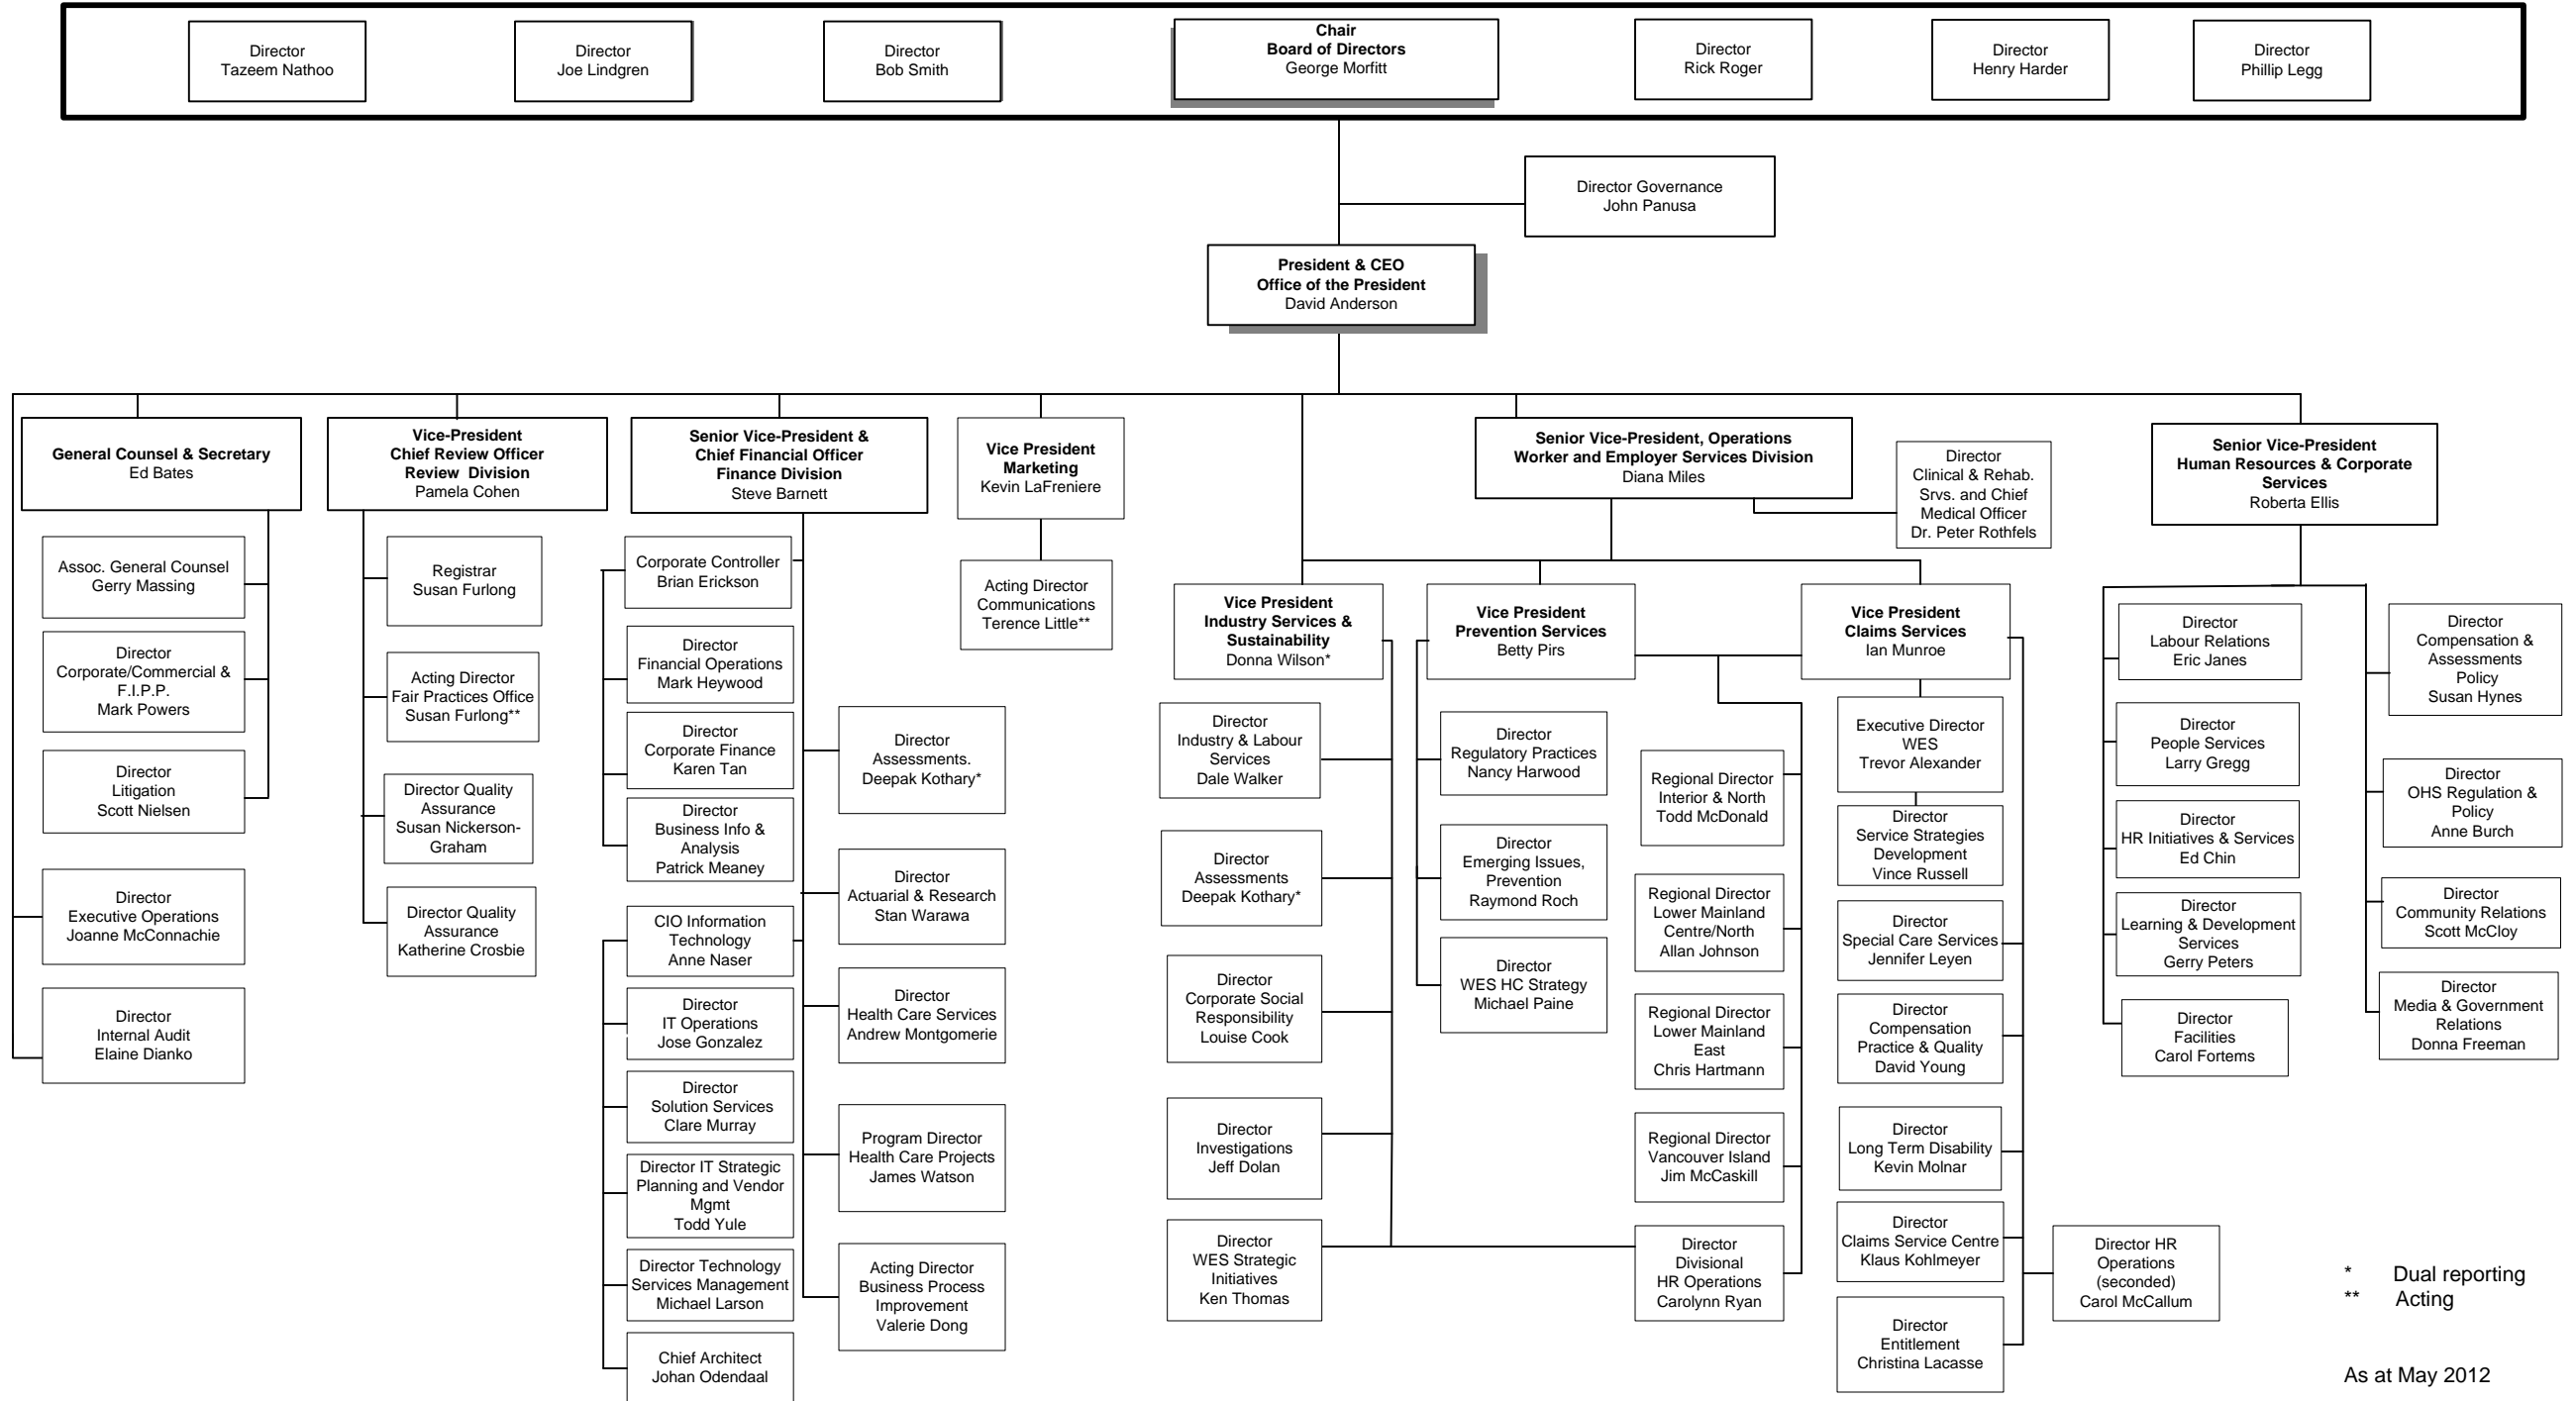 Director
Tazeem Nathoo
Director
Joe Lindgren
Director
Bob Smith
Chair
Board of Directors
George Morfitt
Director
Rick Roger
Director
Henry Harder
Director
Phillip Legg
Director Governance
John Panusa
President & CEO
Office of the President
David Anderson
General Counsel & Secretary
Ed Bates
Assoc. General Counsel
Gerry Massing
Director
Corporate/Commercial &
F.I.P.P.
Mark Powers
Director
Litigation
Scott Nielsen
Director
Executive Operations
Joanne McConnachie
Director
Internal Audit
Elaine Dianko
Vice-President
Chief Review Officer
Review Division
Pamela Cohen
Registrar
Susan Furlong
Acting Director
Fair Practices Office
Susan Furlong**
Director Quality
Assurance
Susan Nickerson-
Graham
Director Quality
Assurance
Katherine Crosbie
Senior Vice-President &
Chief Financial Officer
Finance Division
Steve Barnett
Corporate Controller
Brian Erickson
Director
Financial Operations
Mark Heywood
Director
Corporate Finance
Karen Tan
Director
Business Info &
Analysis
Patrick Meaney
CIO Information
Technology
Anne Naser
Director
IT Operations
Jose Gonzalez
Director
Solution Services
Clare Murray
Director IT Strategic
Planning and Vendor
Mgmt
Todd Yule
Director Technology
Services Management
Michael Larson
Chief Architect
Johan Odendaal
Director
Assessments.
Deepak Kothary*
Director
Actuarial & Research
Stan Warawa
Director
Health Care Services
Andrew Montgomerie
Program Director
Health Care Projects
James Watson
Acting Director
Business Process
Improvement
Valerie Dong
Vice President
Marketing
Kevin LaFreniere
Acting Director
Communications
Terence Little**
Senior Vice-President, Operations
Worker and Employer Services Division
Diana Miles
Director
Clinical & Rehab.
Srvs. and Chief
Medical Officer
Dr. Peter Rothfels
Vice President
Industry Services &
Sustainability
Donna Wilson*
Director
Industry & Labour
Services
Dale Walker
Director
Assessments
Deepak Kothary*
Director
Corporate Social
Responsibility
Louise Cook
Director
Investigations
Jeff Dolan
Director
WES Strategic
Initiatives
Ken Thomas
Vice President
Prevention Services
Betty Pirs
Director
Regulatory Practices
Nancy Harwood
Director
Emerging Issues,
Prevention
Raymond Roch
Director
WES HC Strategy
Michael Paine
Regional Director
Interior & North
Todd McDonald
Regional Director
Lower Mainland
Centre/North
Allan Johnson
Regional Director
Lower Mainland
East
Chris Hartmann
Regional Director
Vancouver Island
Jim McCaskill
Director
Divisional
HR Operations
Carolynn Ryan
Vice President
Claims Services
Ian Munroe
Executive Director
WES
Trevor Alexander
Director
Service Strategies
Development
Vince Russell
Director
Special Care Services
Jennifer Leyen
Director
Compensation
Practice & Quality
David Young
Director
Long Term Disability
Kevin Molnar
Director
Claims Service Centre
Klaus Kohlmeyer
Director
Entitlement
Christina Lacasse
Director HR
Operations
(seconded)
Carol McCallum
Senior Vice-President
Human Resources & Corporate
Services
Roberta Ellis
Director
Labour Relations
Eric Janes
Director
People Services
Larry Gregg
Director
HR Initiatives & Services
Ed Chin
Director
Learning & Development
Services
Gerry Peters
Director
Facilities
Carol Fortems
Director
Compensation &
Assessments
Policy
Susan Hynes
Director
OHS Regulation &
Policy
Anne Burch
Director
Community Relations
Scott McCloy
Director
Media & Government
Relations
Donna Freeman
* Dual reporting
** Acting
As at May 2012